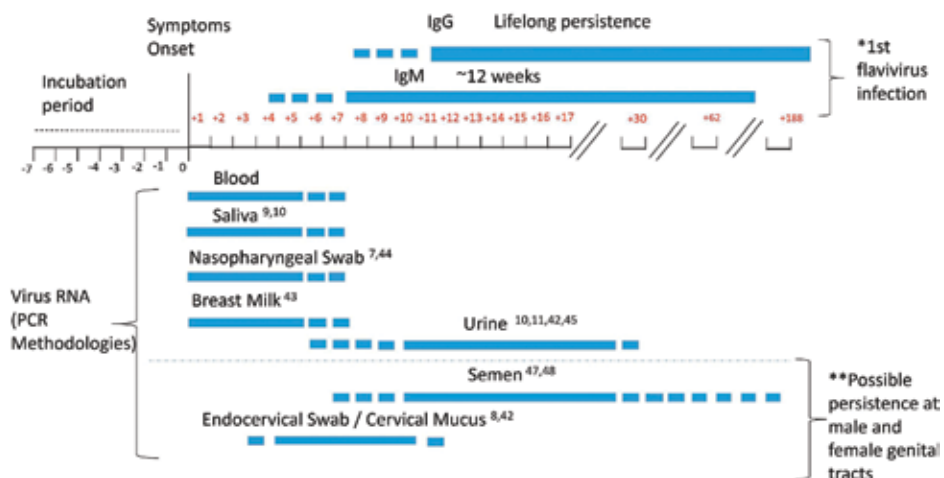 IgG Lifelong persistence
Symptoms
Onset
*1st
flavivirus
infection
IgM ~12 weeks
Incubation
period
+1 +2 +3 +4 +5 +6 +7 +8 +9 +10 +11 +12 +13 +14 +15 +16 +17 +30 +62 +188
-7 -6 -5 -4 -3 -2 -1 0
Blood
Saliva 9,10
Nasopharyngeal Swab 7,44
Virus RNA
(PCR
Methodologies)
Breast Milk 43
Urine 10,11,42,45
Semen 47,48
**Possible
persistence at
male and
female genital
tracts
Endocervical Swab / Cervical Mucus 8,42